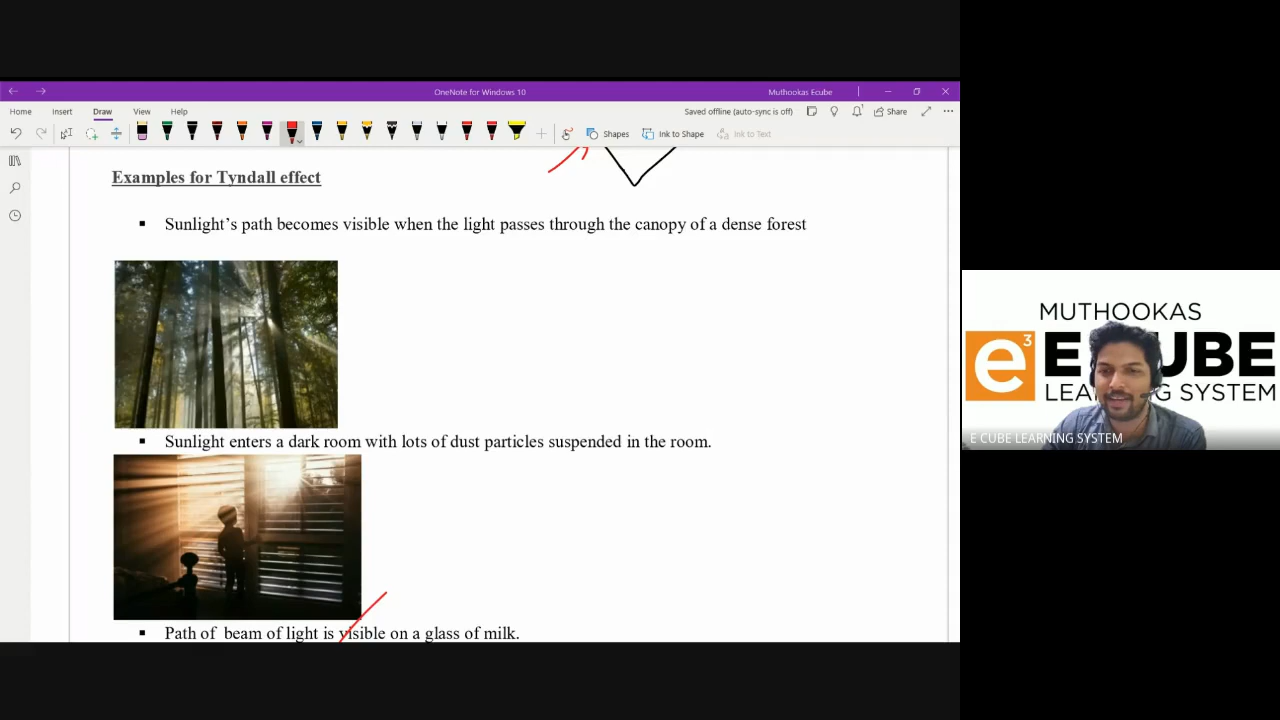 OneNote for Windows 10
Muthookas Ecube
Home Insert Draw View Help
Saved offline (auto-sync is off)
Share
Shapes
Ink to Shape
Ink to Text
Examples for Tyndall effect
▪ Sunlight’s path becomes visible when the light passes through the canopy of a dense forest
▪ Sunlight enters a dark room with lots of dust particles suspended in the room.
▪ Path of beam of light is visible on a glass of milk.
MUTHOOKAS
e3 E CUBE
LEARNING SYSTEM
E CUBE LEARNING SYSTEM